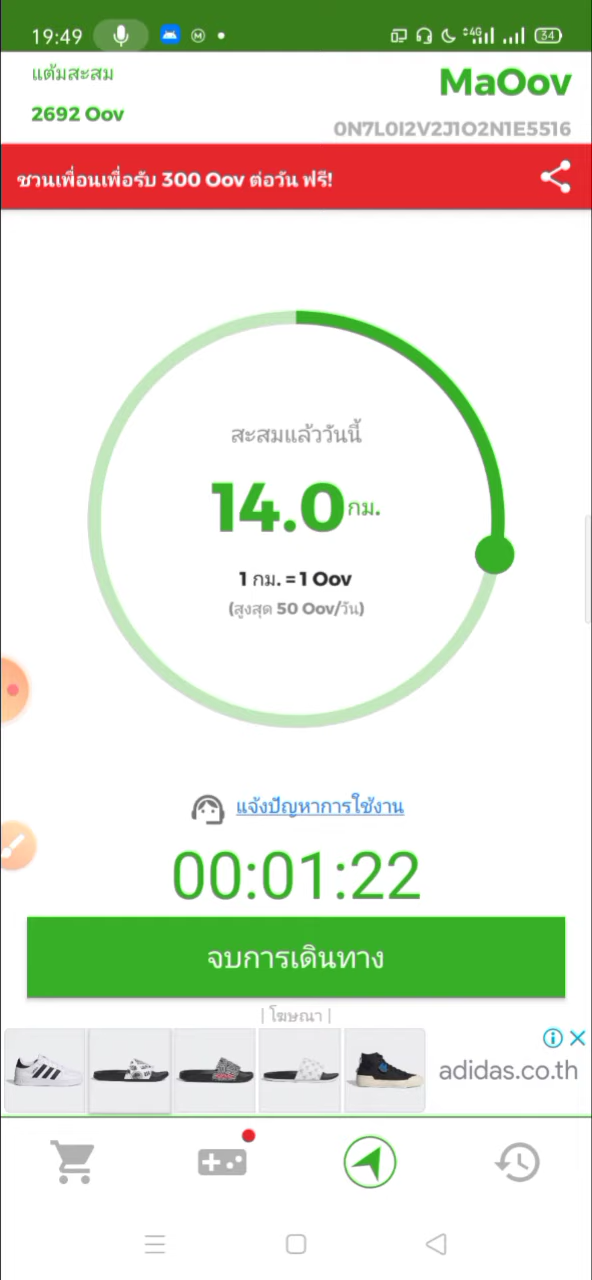 19:49
4G
34
แต้มสะสม
MaOov
2692 Oov
0N7L0I2V2J1O2N1E5516
ชวนเพื่อนเพื่อรับ 300 Oov ต่อวัน ฟรี!
สะสมแล้ววันนี้
14.0 กม.
1 กม. = 1 Oov
(สูงสุด 50 Oov/วัน)
แจ้งปัญหาการใช้งาน
00:01:22
จบการเดินทาง
| โฆษณา |
adidas.co.th